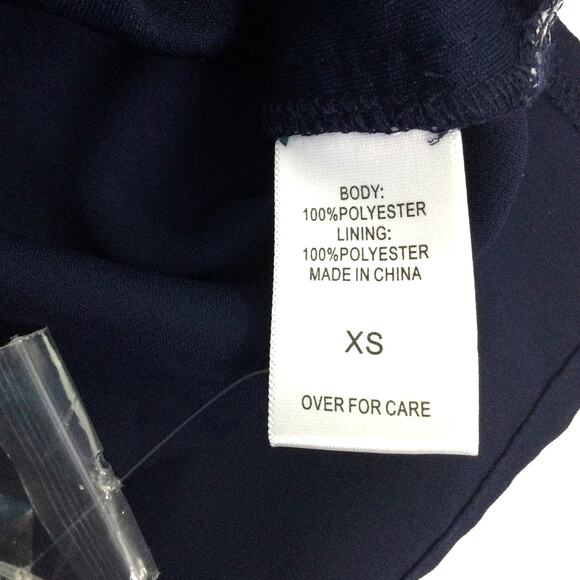 BODY:
100%POLYESTER
LINING:
100%POLYESTER
MADE IN CHINA
XS
OVER FOR CARE